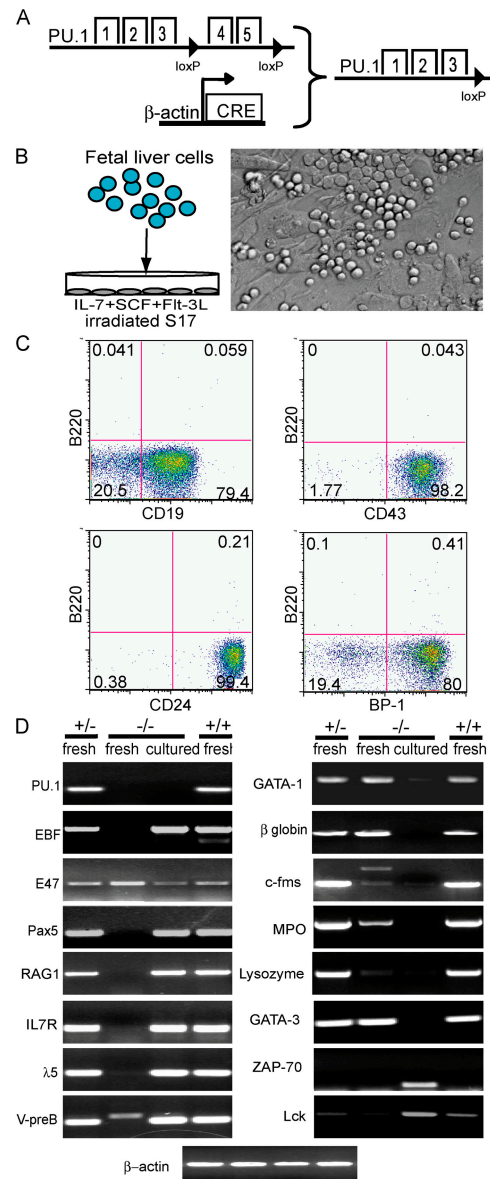 A
PU.1 1 2 3 4 5
loxP loxP
β-actin CRE
PU.1 1 2 3
loxP
B
Fetal liver cells
IL-7+SCF+Flt-3L
irradiated S17
C
0.041 0.059
B220
20.5 79.4
CD19
0 0.043
B220
1.77 98.2
CD43
0 0.21
B220
0.38 99.4
CD24
0.1 0.41
B220
19.4 80
BP-1
D
+/- -/- +/+
fresh fresh cultured fresh
PU.1
EBF
E47
Pax5
RAG1
IL7R
λ5
V-preB
+/- -/- +/+
fresh fresh cultured fresh
GATA-1
β globin
c-fms
MPO
Lysozyme
GATA-3
ZAP-70
Lck
β-actin